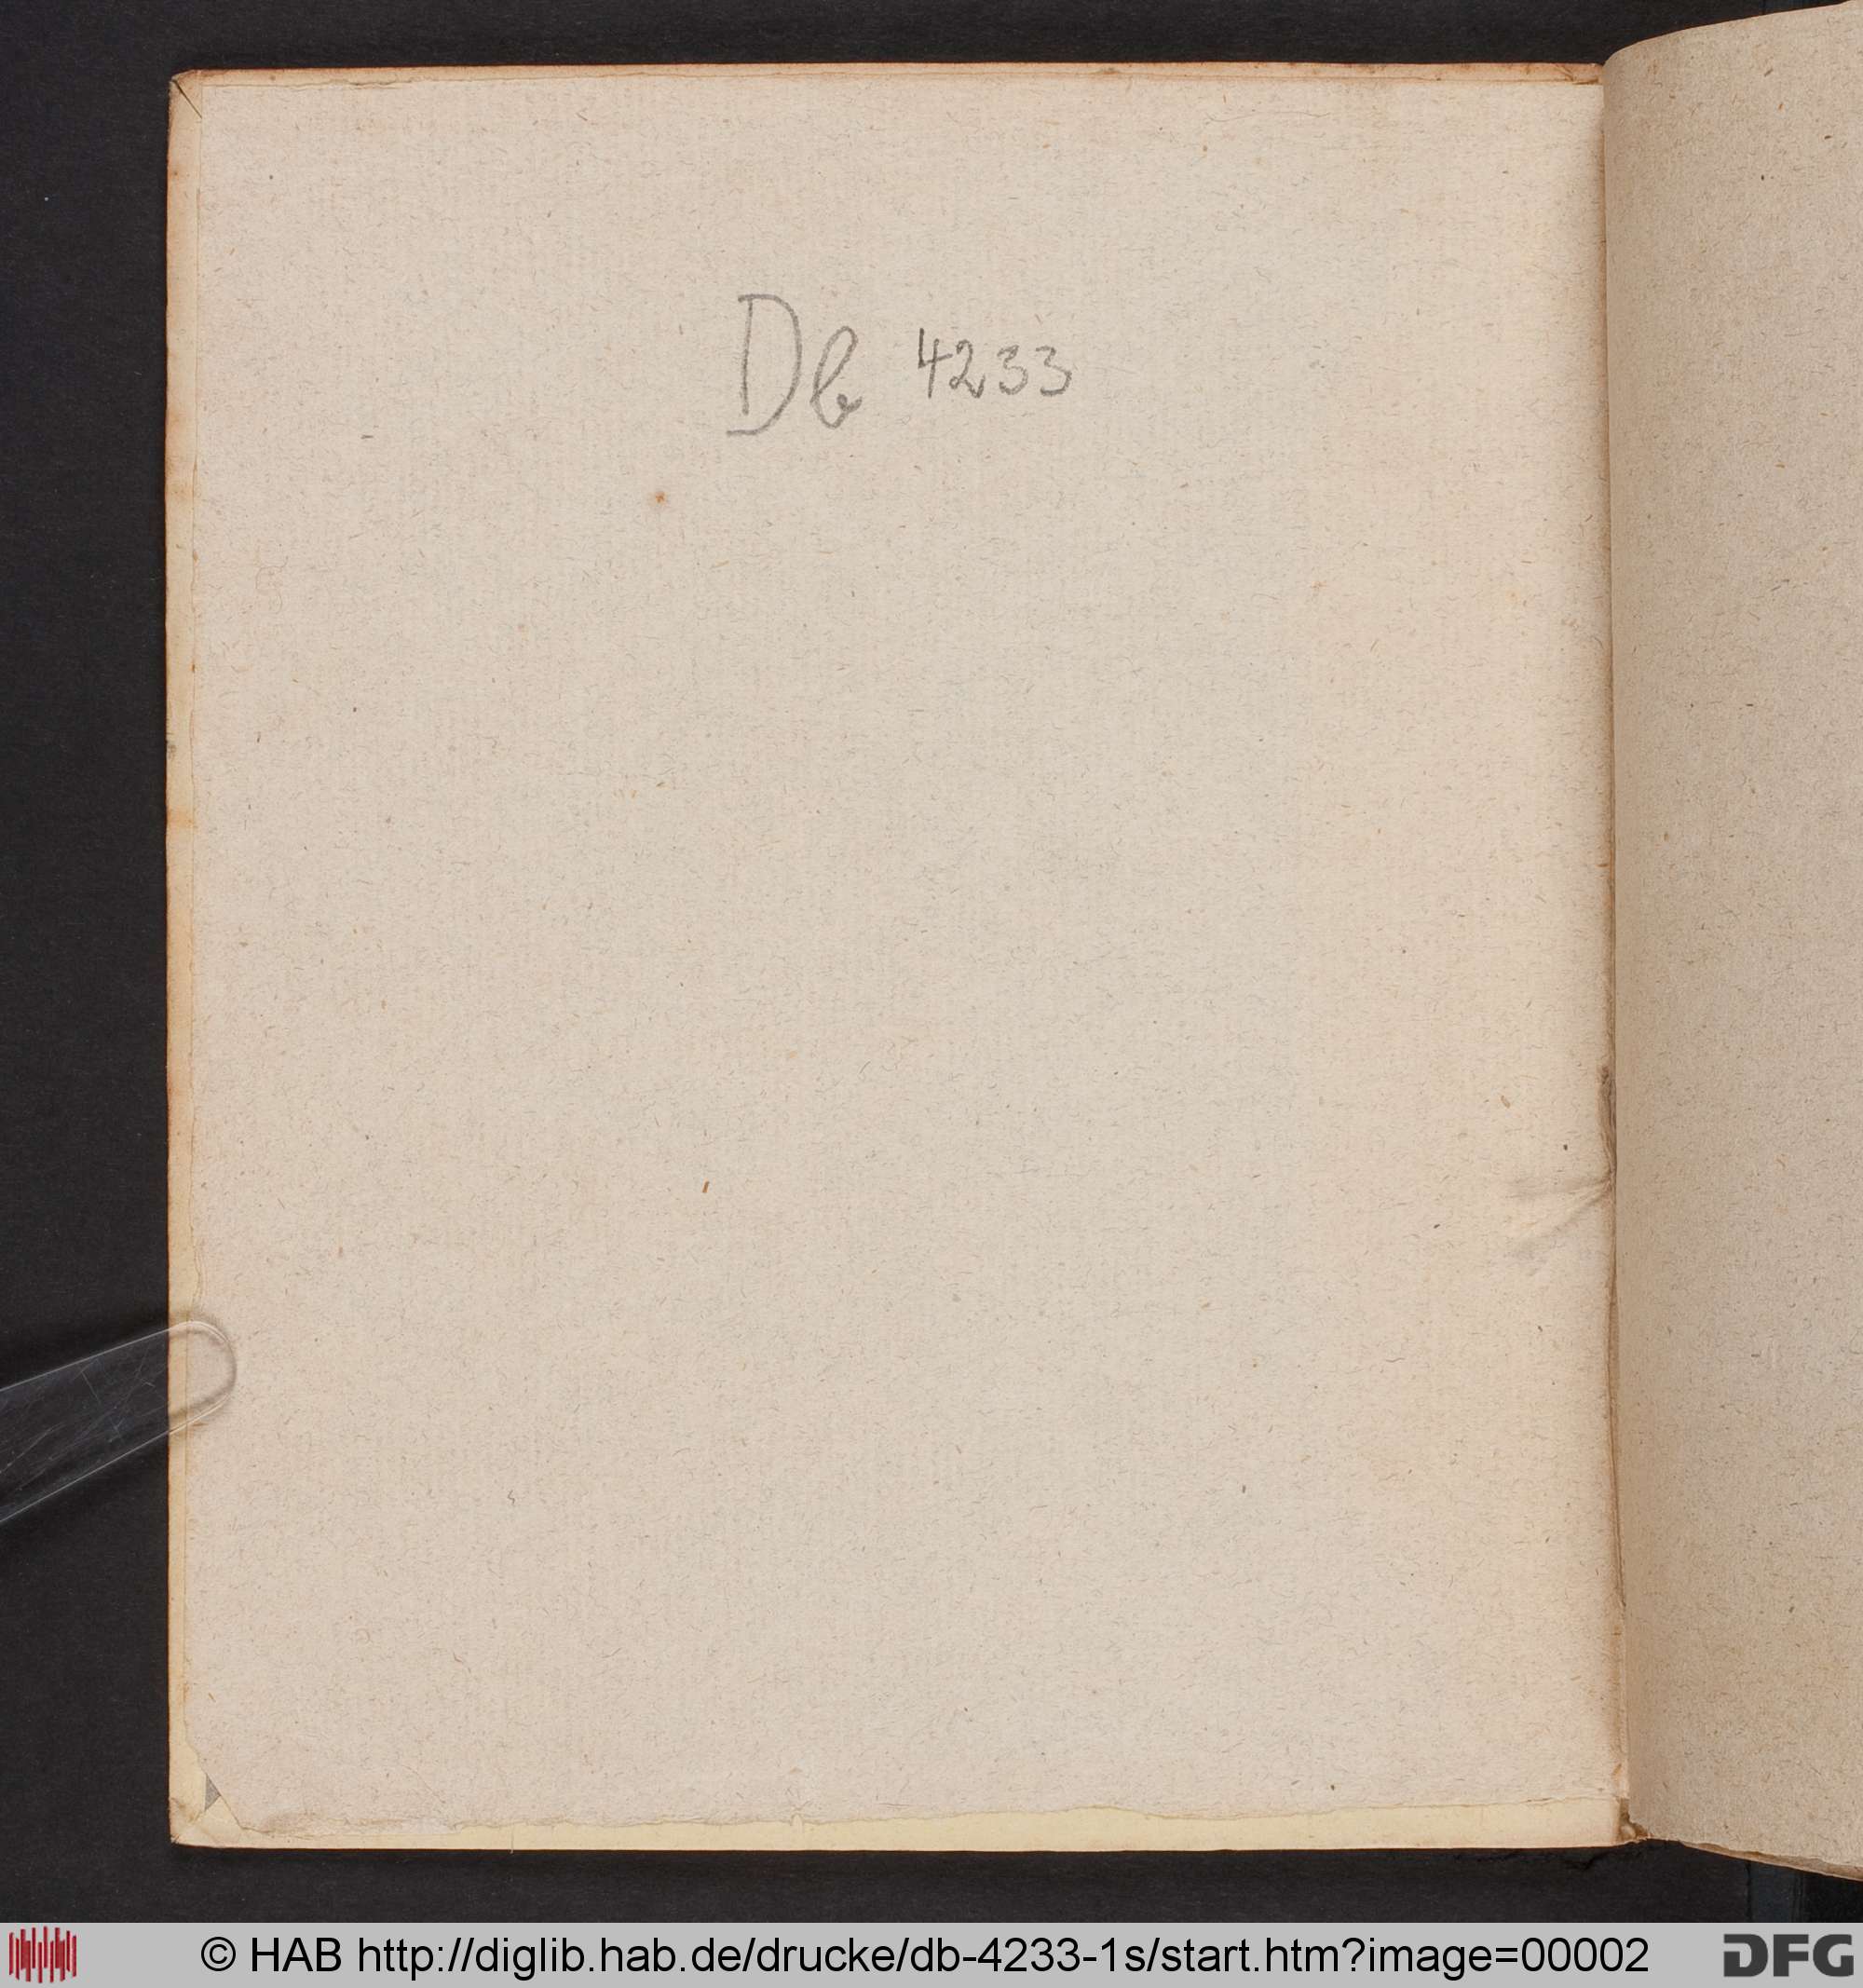 Db 4233
© HAB http://diglib.hab.de/drucke/db-4233-1s/start.htm?image=00002
DFG